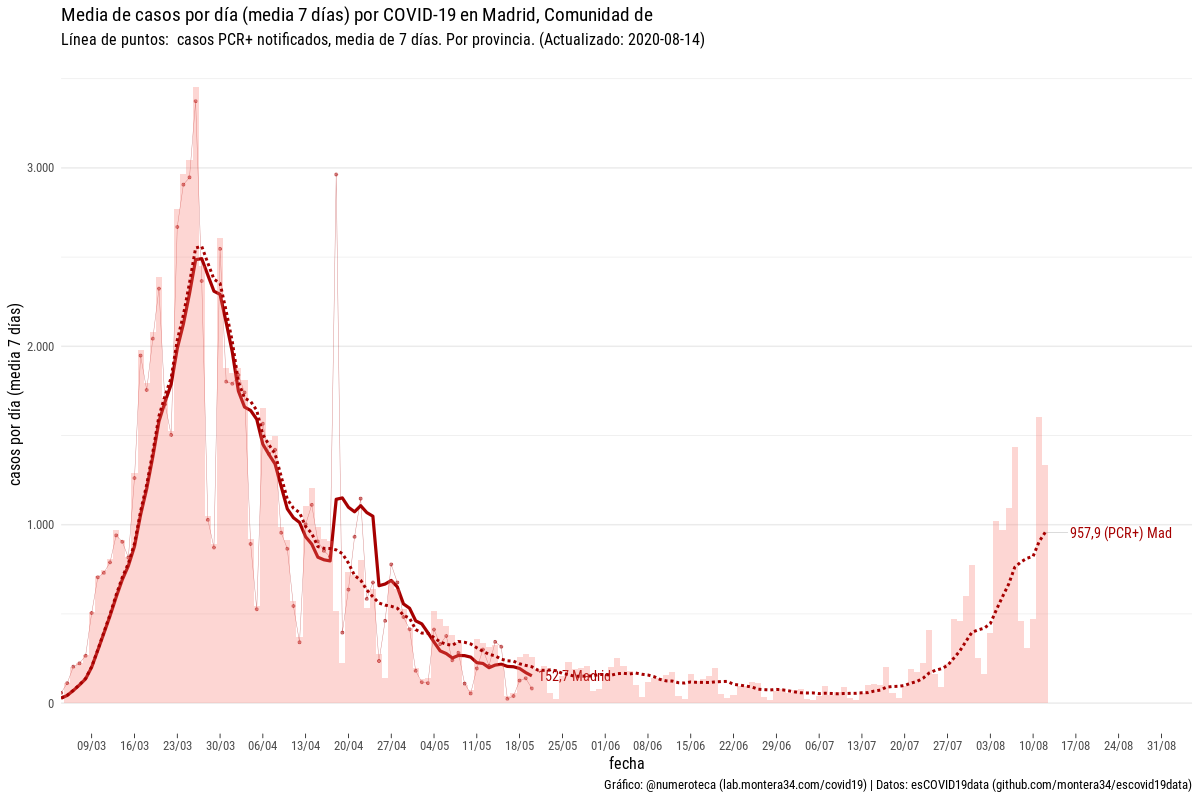 Media de casos por día (media 7 días) por COVID-19 en Madrid, Comunidad de
Línea de puntos:  casos PCR+ notificados, media de 7 días. Por provincia. (Actualizado: 2020-08-14)
casos por día (media 7 días)
3.000
2.000
1.000
0
957,9 (PCR+) Mad
152,7 Madrid
09/03 16/03 23/03 30/03 06/04 13/04 20/04 27/04 04/05 11/05 18/05 25/05 01/06 08/06 15/06 22/06 29/06 06/07 13/07 20/07 27/07 03/08 10/08 17/08 24/08 31/08
fecha
Gráfico: @numeroteca (lab.montera34.com/covid19) | Datos: esCOVID19data (github.com/montera34/escovid19data)